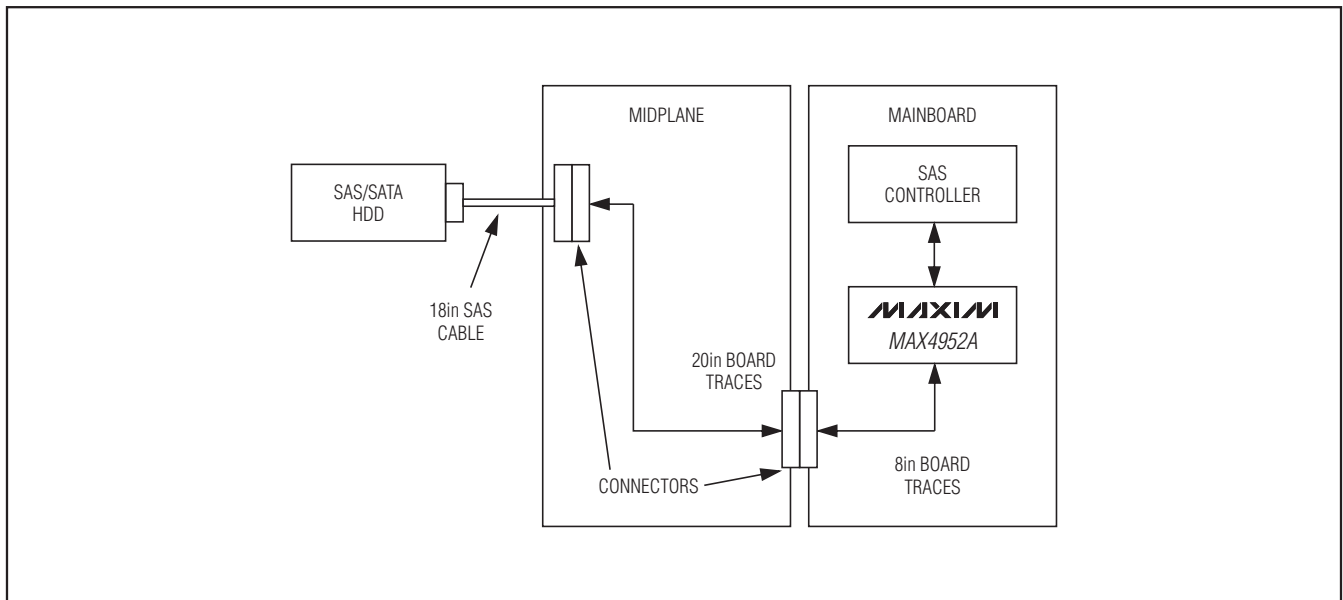 MIDPLANE
MAINBOARD
SAS/SATA
HDD
SAS
CONTROLLER
18in SAS
CABLE
MAXIM
MAX4952A
20in BOARD
TRACES
CONNECTORS
8in BOARD
TRACES